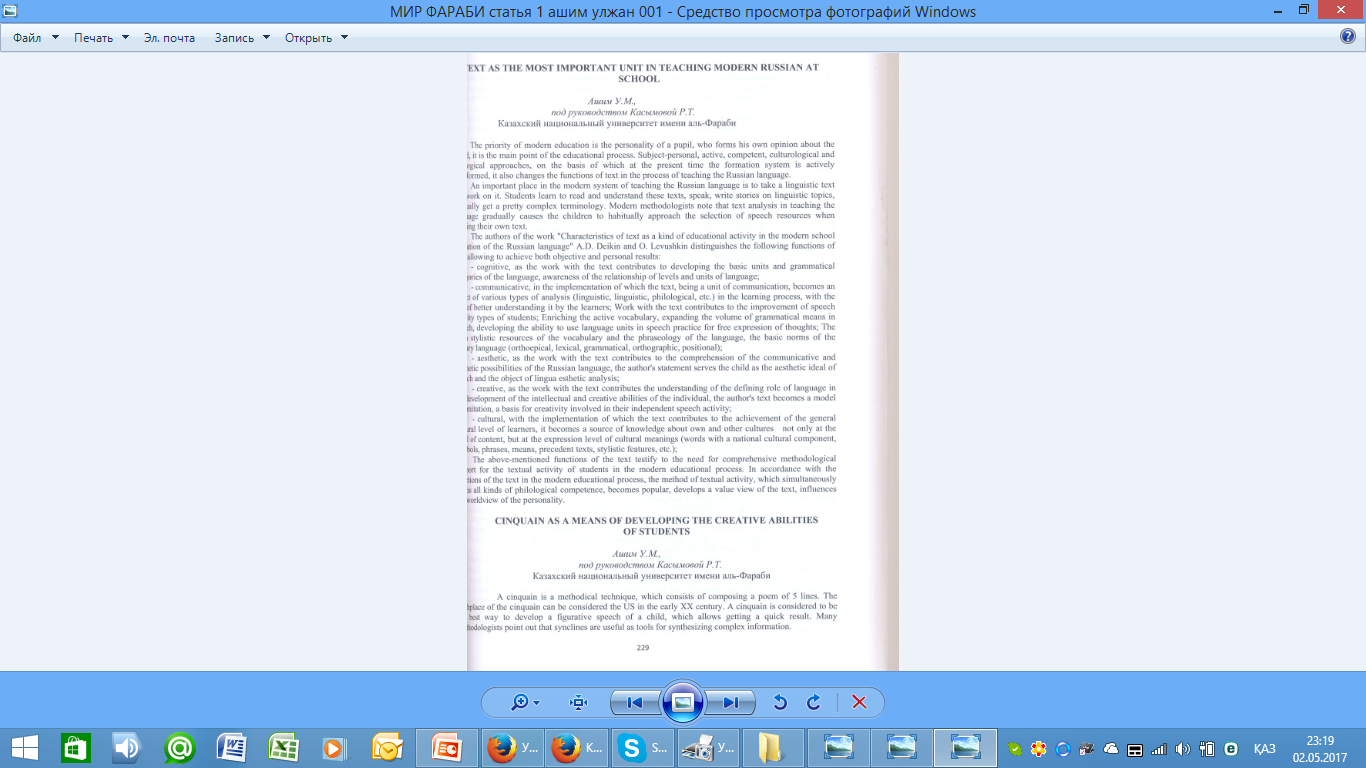 МИР ФАРАБИ статья 1 ашим улжан 001 - Средство просмотра фотографий Windows
Файл Печать Эл. почта Запись Открыть
EXT AS THE MOST IMPORTANT UNIT IN TEACHING MODERN RUSSIAN AT
SCHOOL
Ашим У.М.,
под руководством Касымовой Р.Т.
Казахский национальный университет имени аль-Фараби
The priority of modern education is the personality of a pupil, who forms his own opinion about the
it is the main point of the educational process. Subject-personal, active, competent, culturological and
gical approaches, on the basis of which at the present time the formation system is actively
formed, it also changes the functions of text in the process of teaching the Russian language.
An important place in the modern system of teaching the Russian language is to take a linguistic text
work on it. Students learn to read and understand these texts, speak, write stories on linguistic topics,
ally get a pretty complex terminology. Modern methodologists note that text analysis in teaching the
age gradually causes the children to habitually approach the selection of speech resources when
ing their own text.
The authors of the work "Characteristics of text as a kind of educational activity in the modern school
ation of the Russian language" A.D. Deikin and O. Levushkin distinguishes the following functions of
allowing to achieve both objective and personal results:
- cognitive, as the work with the text contributes to developing the basic units and grammatical
ories of the language, awareness of the relationship of levels and units of language;
- communicative, in the implementation of which the text, being a unit of communication, becomes an
t of various types of analysis (linguistic, linguistic, philological, etc.) in the learning process, with the
of better understanding it by the learners; Work with the text contributes to the improvement of speech
ity types of students; Enriching the active vocabulary, expanding the volume of grammatical means in
ch, developing the ability to use language units in speech practice for free expression of thoughts; The
stylistic resources of the vocabulary and the phraseology of the language, the basic norms of the
ry language (orthoepical, lexical, grammatical, orthographic, positional);
- aesthetic, as the work with the text contributes to the comprehension of the communicative and
etic possibilities of the Russian language, the author's statement serves the child as the aesthetic ideal of
ch and the object of lingua esthetic analysis;
- creative, as the work with the text contributes the understanding of the defining role of language in
evelopment of the intellectual and creative abilities of the individual, the author's text becomes a model
mitation, a basis for creativity involved in their independent speech activity;
- cultural, with the implementation of which the text contributes to the achievement of the general
ral level of learners, it becomes a source of knowledge about own and other cultures not only at the
l of content, but at the expression level of cultural meanings (words with a national cultural component,
bols, phrases, means, precedent texts, stylistic features, etc.);
The above-mentioned functions of the text testify to the need for comprehensive methodological
ort for the textual activity of students in the modern educational process. In accordance with the
tions of the text in the modern educational process, the method of textual activity, which simultaneously
s all kinds of philological competence, becomes popular, develops a value view of the text, influences
worldview of the personality.
CINQUAIN AS A MEANS OF DEVELOPING THE CREATIVE ABILITIES
OF STUDENTS
Ашим У.М.,
под руководством Касымовой Р.Т.
Казахский национальный университет имени аль-Фараби
A cinquain is a methodical technique, which consists of composing a poem of 5 lines. The
hplace of the cinquain can be considered the US in the early XX century. A cinquain is considered to be
best way to develop a figurative speech of a child, which allows getting a quick result. Many
hodologists point out that synclines are useful as tools for synthesizing complex information.
229
У... К... S... У...
ҚАЗ
23:19
02.05.2017